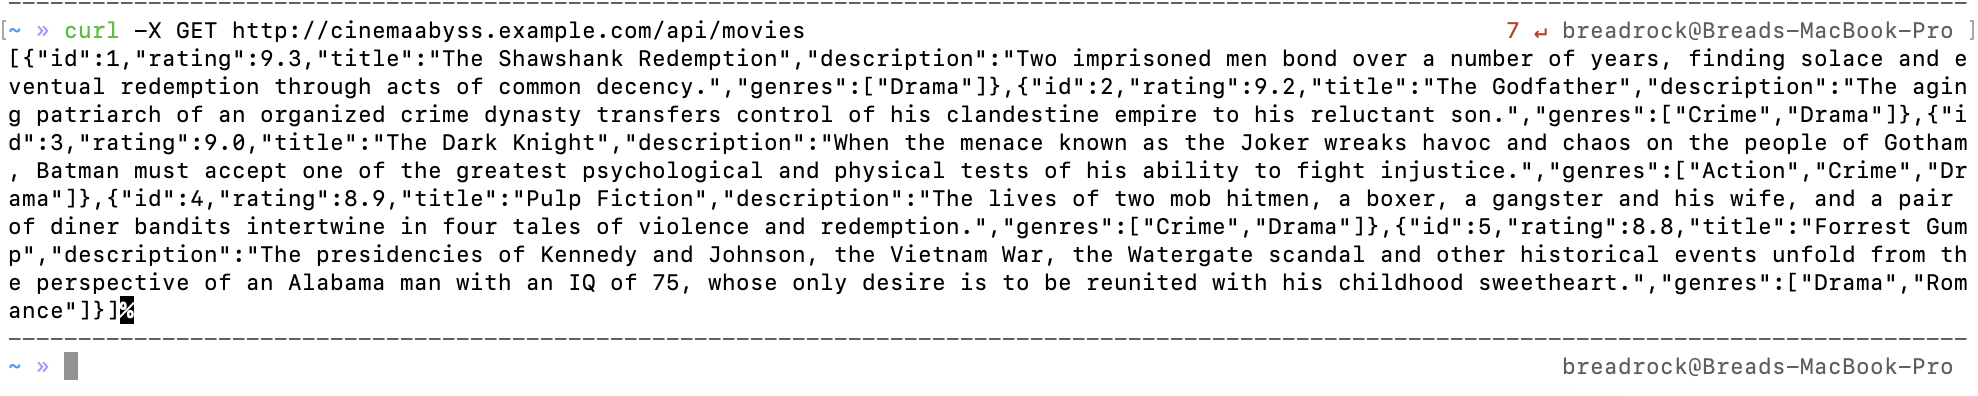 --------------------------------------------------------------------------------------------------------------------------------------------
[~ » curl -X GET http://cinemaabyss.example.com/api/movies 7 ↵ breadrock@Breads-MacBook-Pro ]
[{"id":1,"rating":9.3,"title":"The Shawshank Redemption","description":"Two imprisoned men bond over a number of years, finding solace and e
ventual redemption through acts of common decency.","genres":["Drama"]},{"id":2,"rating":9.2,"title":"The Godfather","description":"The agin
g patriarch of an organized crime dynasty transfers control of his clandestine empire to his reluctant son.","genres":["Crime","Drama"]},{"i
d":3,"rating":9.0,"title":"The Dark Knight","description":"When the menace known as the Joker wreaks havoc and chaos on the people of Gotham
, Batman must accept one of the greatest psychological and physical tests of his ability to fight injustice.","genres":["Action","Crime","Dr
ama"]},{"id":4,"rating":8.9,"title":"Pulp Fiction","description":"The lives of two mob hitmen, a boxer, a gangster and his wife, and a pair 
of diner bandits intertwine in four tales of violence and redemption.","genres":["Crime","Drama"]},{"id":5,"rating":8.8,"title":"Forrest Gum
p","description":"The presidencies of Kennedy and Johnson, the Vietnam War, the Watergate scandal and other historical events unfold from th
e perspective of an Alabama man with an IQ of 75, whose only desire is to be reunited with his childhood sweetheart.","genres":["Drama","Rom
ance"]}]%
--------------------------------------------------------------------------------------------------------------------------------------------
~ » breadrock@Breads-MacBook-Pro